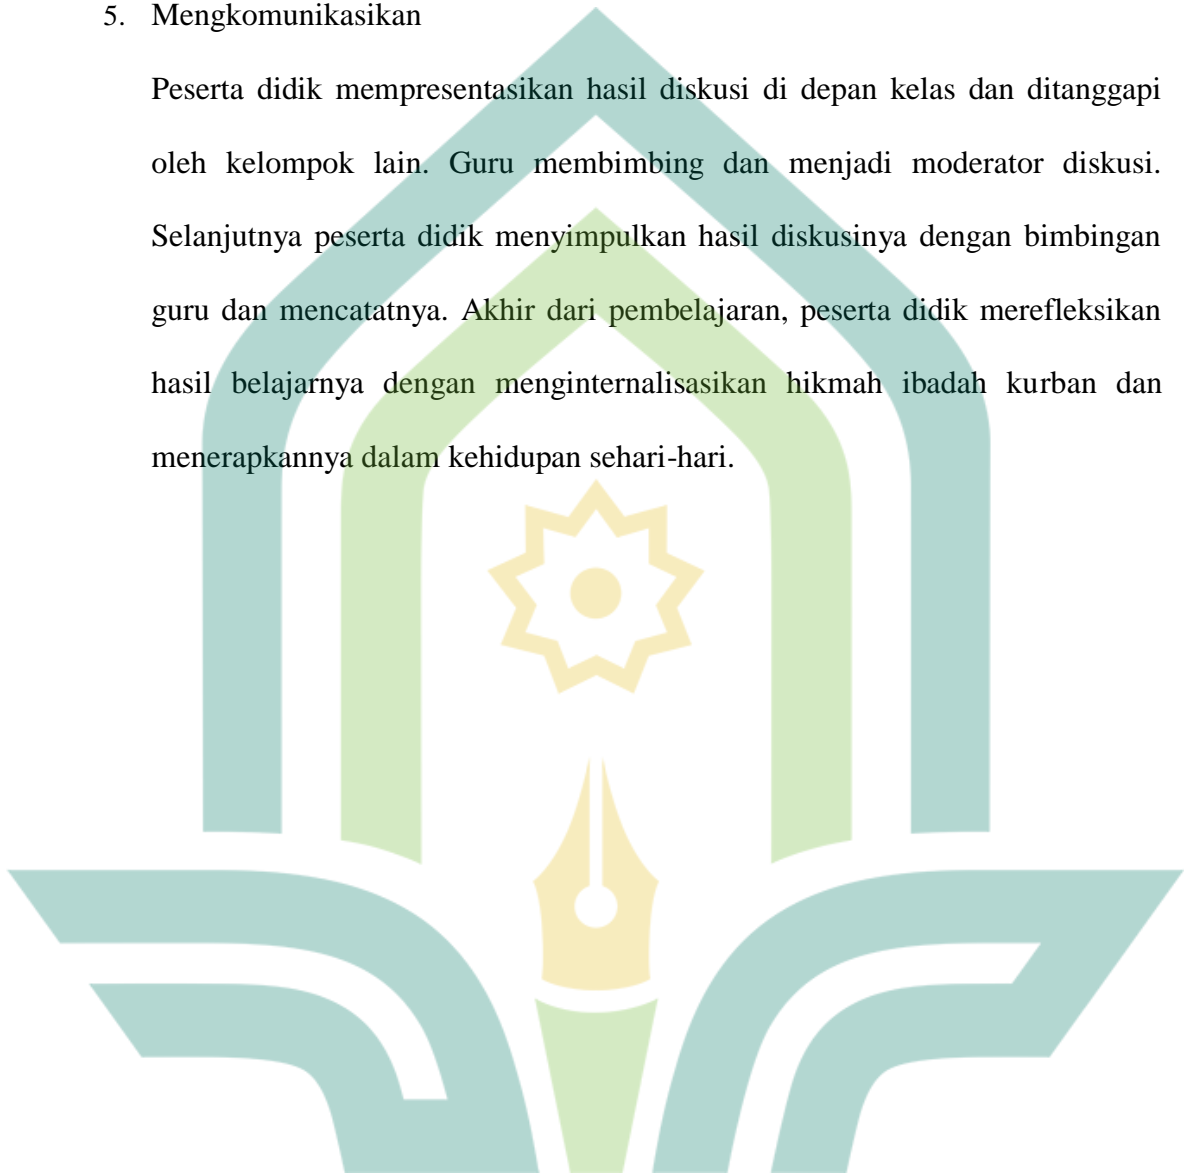 5. Mengkomunikasikan
Peserta didik mempresentasikan hasil diskusi di depan kelas dan ditanggapi
oleh kelompok lain. Guru membimbing dan menjadi moderator diskusi.
Selanjutnya peserta didik menyimpulkan hasil diskusinya dengan bimbingan
guru dan mencatatnya. Akhir dari pembelajaran, peserta didik merefleksikan
hasil belajarnya dengan menginternalisasikan hikmah ibadah kurban dan
menerapkannya dalam kehidupan sehari-hari.